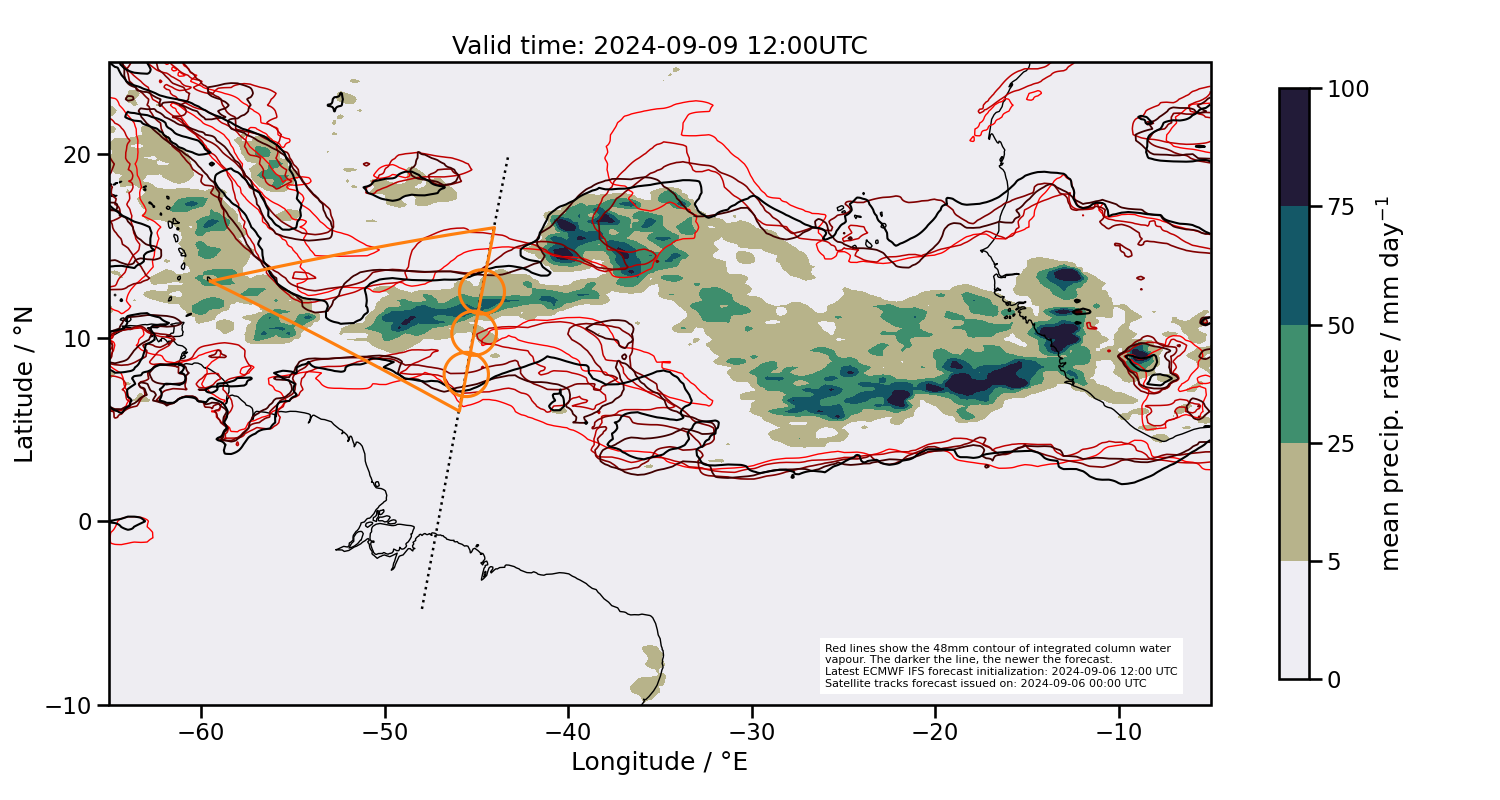 Valid time: 2024-09-09 12:00UTC
20
10
0
−10
Latitude / °N
−60
−50
−40
−30
−20
−10
Longitude / °E
Red lines show the 48mm contour of integrated column water
vapour. The darker the line, the newer the forecast.
Latest ECMWF IFS forecast initialization: 2024-09-06 12:00 UTC
Satellite tracks forecast issued on: 2024-09-06 00:00 UTC
100
75
50
25
5
0
mean precip. rate / mm day⁻¹